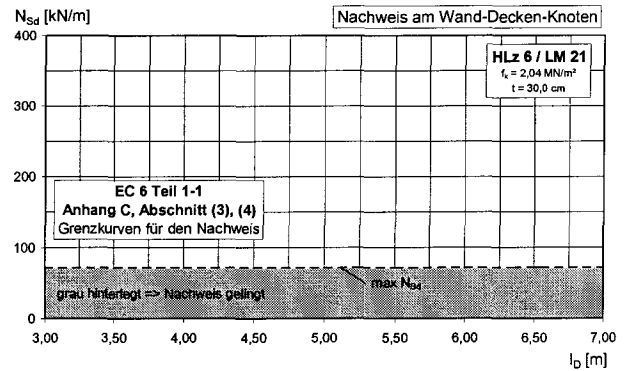 N_Sd [kN/m]
Nachweis am Wand-Decken-Knoten
400
HLz 6 / LM 21
f_k = 2,04 MN/m²
t = 30,0 cm
300
200
EC 6 Teil 1-1
Anhang C, Abschnitt (3), (4)
Grenzkurven für den Nachweis
100
max N_Sd
grau hinterlegt => Nachweis gelingt
0
3,00 3,50 4,00 4,50 5,00 5,50 6,00 6,50 7,00
l_D [m]